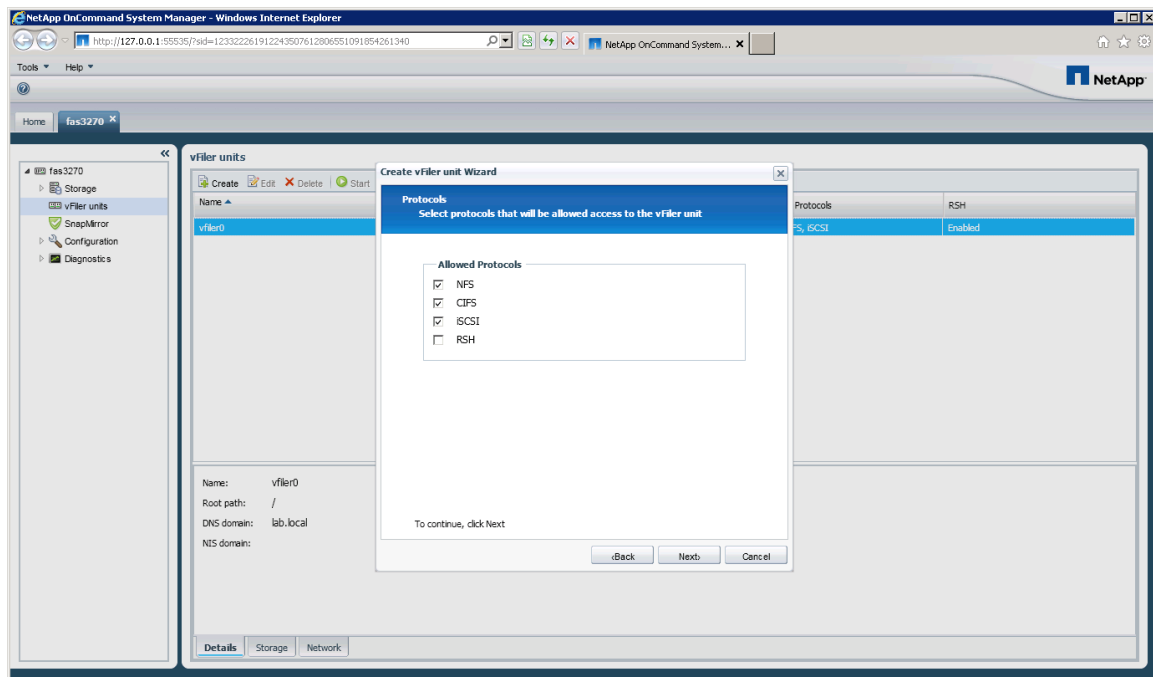 NetApp OnCommand System Manager - Windows Internet Explorer
http://127.0.0.1:55535/?sid=12332226191224350761280655109185426134​0
NetApp OnCommand System...
Tools Help
NetApp
Home fas3270
fas3270
Storage
vFiler units
SnapMirror
Configuration
Diagnostics
vFiler units
Create Edit Delete Start
Name Protocols RSH
vfiler0 FS, iSCSI Enabled
Create vFiler unit Wizard
Protocols
Select protocols that will be allowed access to the vFiler unit
Allowed Protocols
NFS
CIFS
iSCSI
RSH
To continue, click Next
‹Back Next› Cancel
Name: vfiler0
Root path: /
DNS domain: lab.local
NIS domain:
Details Storage Network